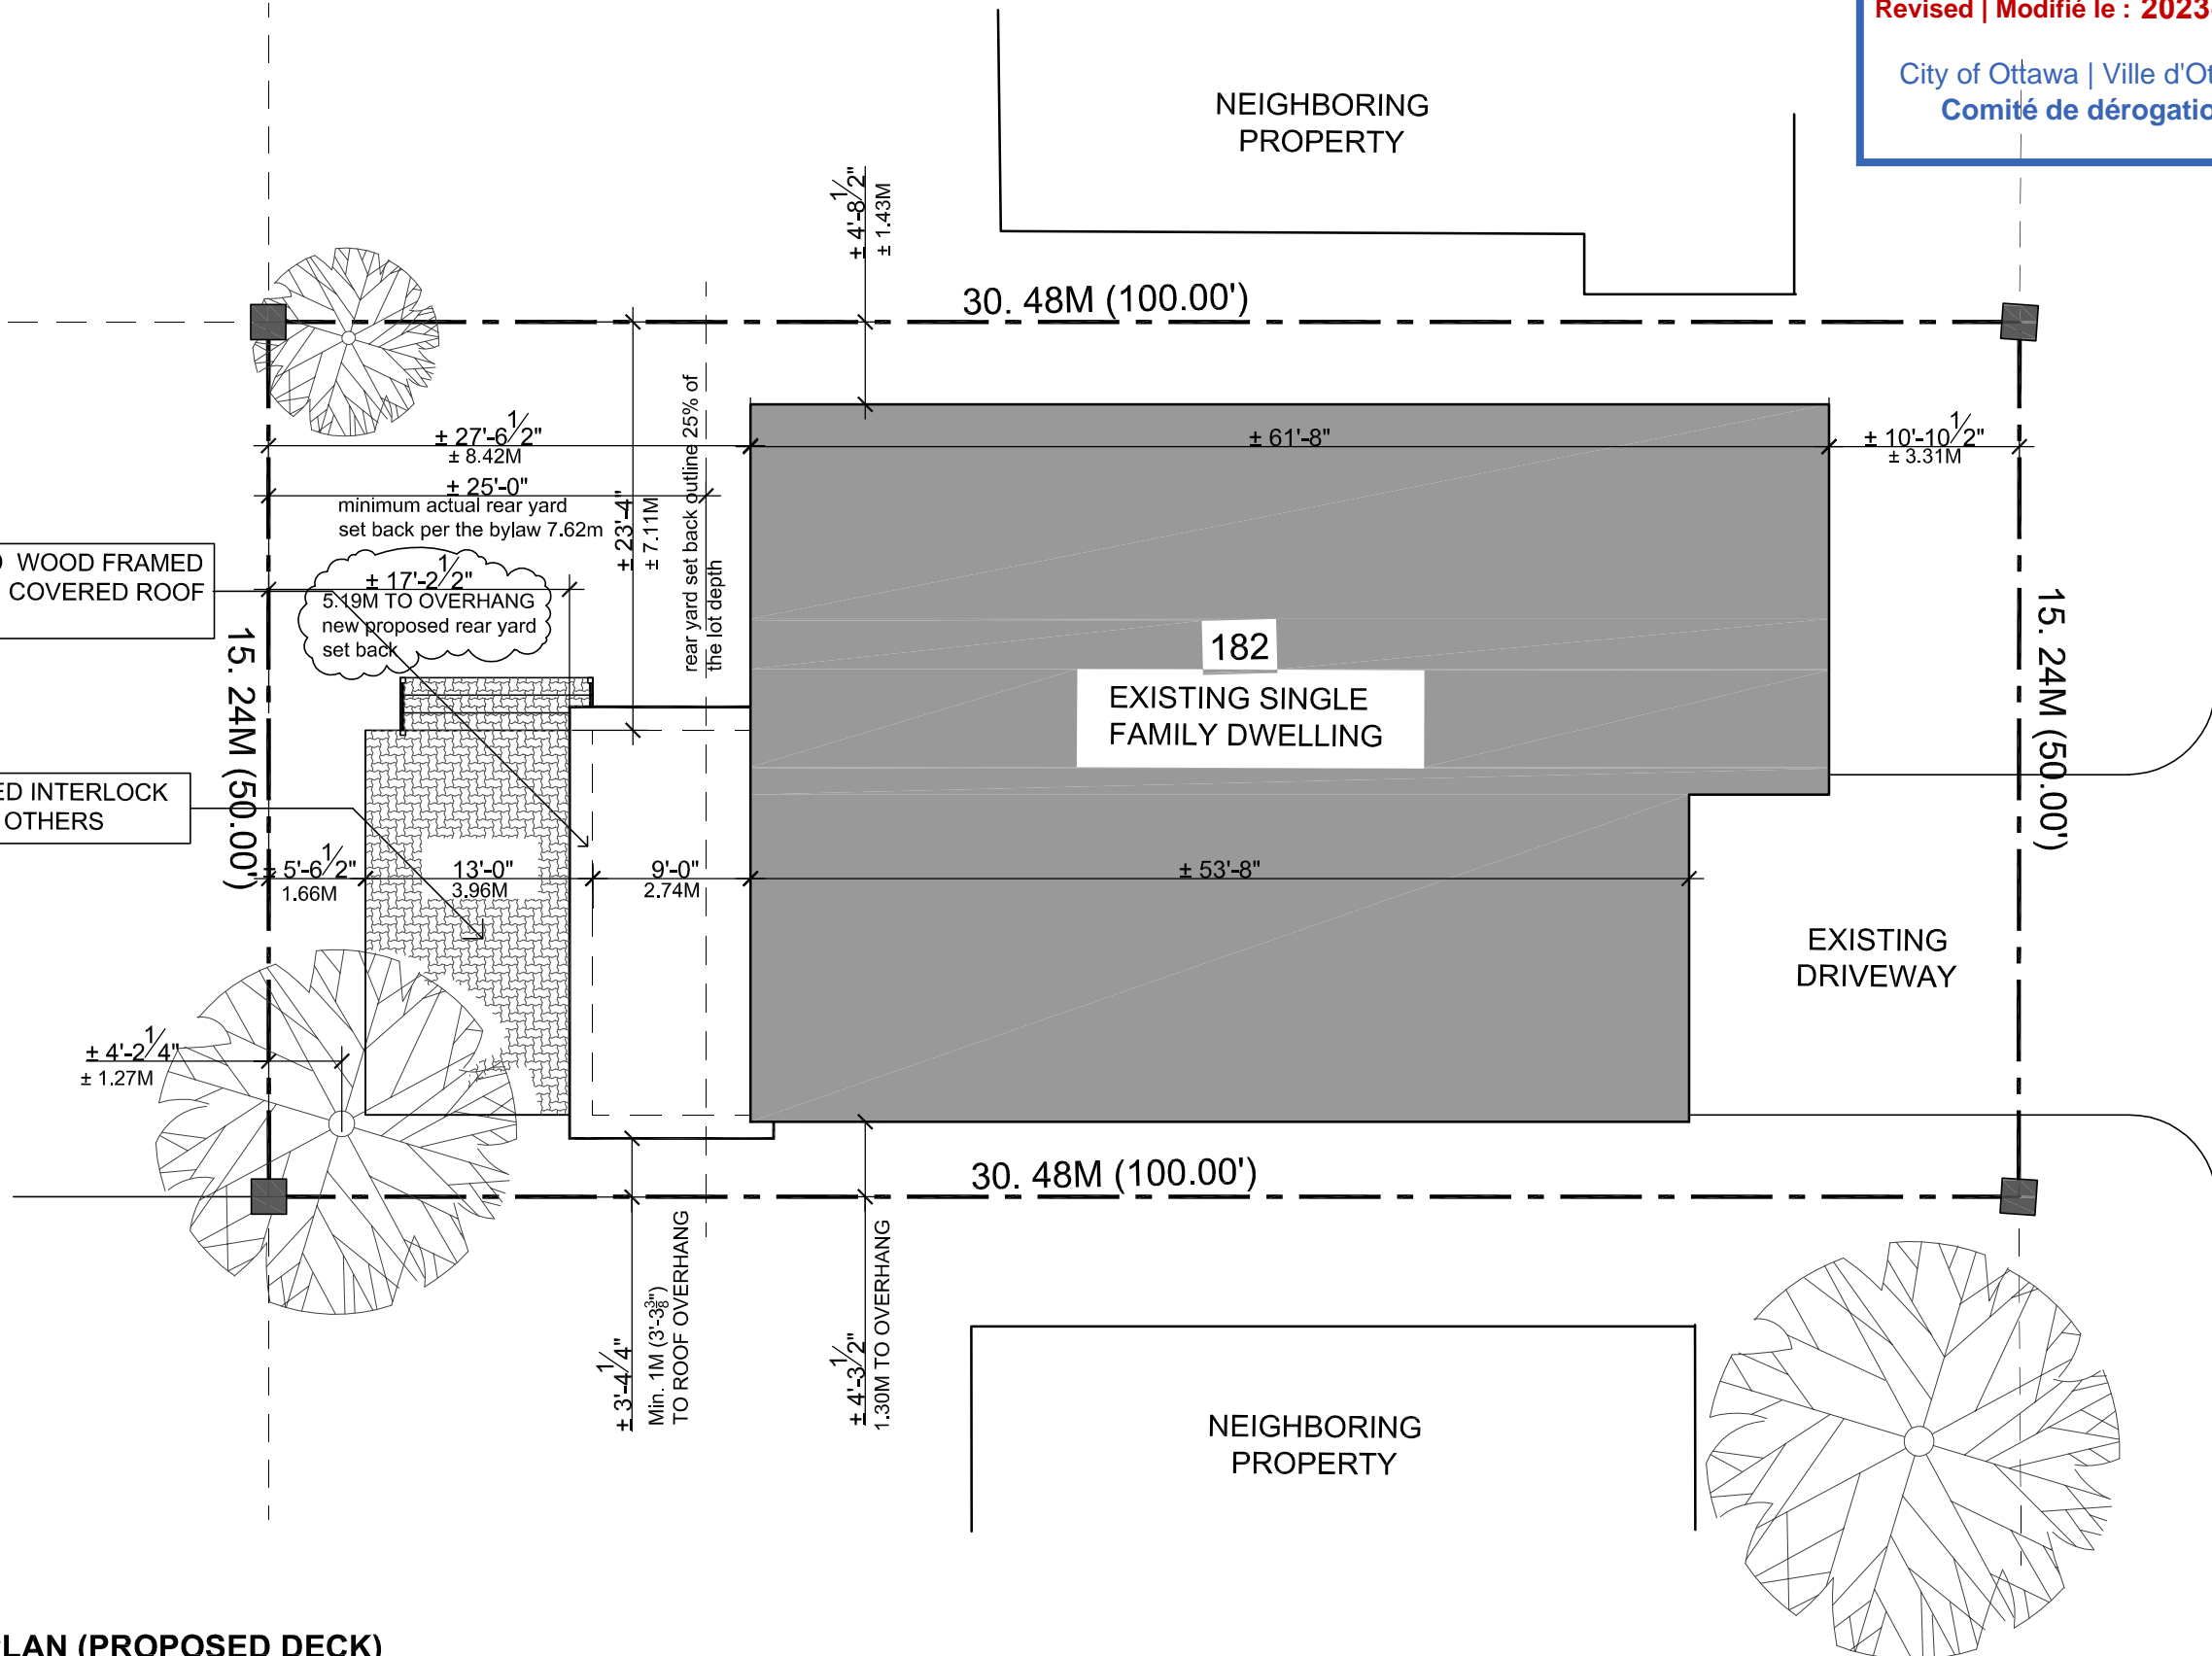 Revised | Modifié le : 2023
City of Ottawa | Ville d'Ot
Comité de dérogatio
NEIGHBORING
PROPERTY
± 4'-8 1/2"
± 1.43M
30. 48M (100.00')
± 27'-6 1/2"
± 8.42M
± 61'-8"
± 10'-10 1/2"
± 3.31M
± 25'-0"
minimum actual rear yard
set back per the bylaw 7.62m
± 23'-4"
± 7.11M
rear yard set back outline 25% of
the lot depth
WOOD FRAMED
COVERED ROOF
± 17'-2 1/2"
5.19M TO OVERHANG
new proposed rear yard
set back
15. 24M (50.00')
15. 24M (50.00')
182
EXISTING SINGLE
FAMILY DWELLING
ED INTERLOCK
OTHERS
± 5'-6 1/2"
1.66M
13'-0"
3.96M
9'-0"
2.74M
± 53'-8"
EXISTING
DRIVEWAY
± 4'-2 1/4"
± 1.27M
30. 48M (100.00')
± 3'-4 1/4"
Min. 1M (3'-3 3/8")
TO ROOF OVERHANG
± 4'-3 1/2"
1.30M TO OVERHANG
NEIGHBORING
PROPERTY
PLAN (PROPOSED DECK)